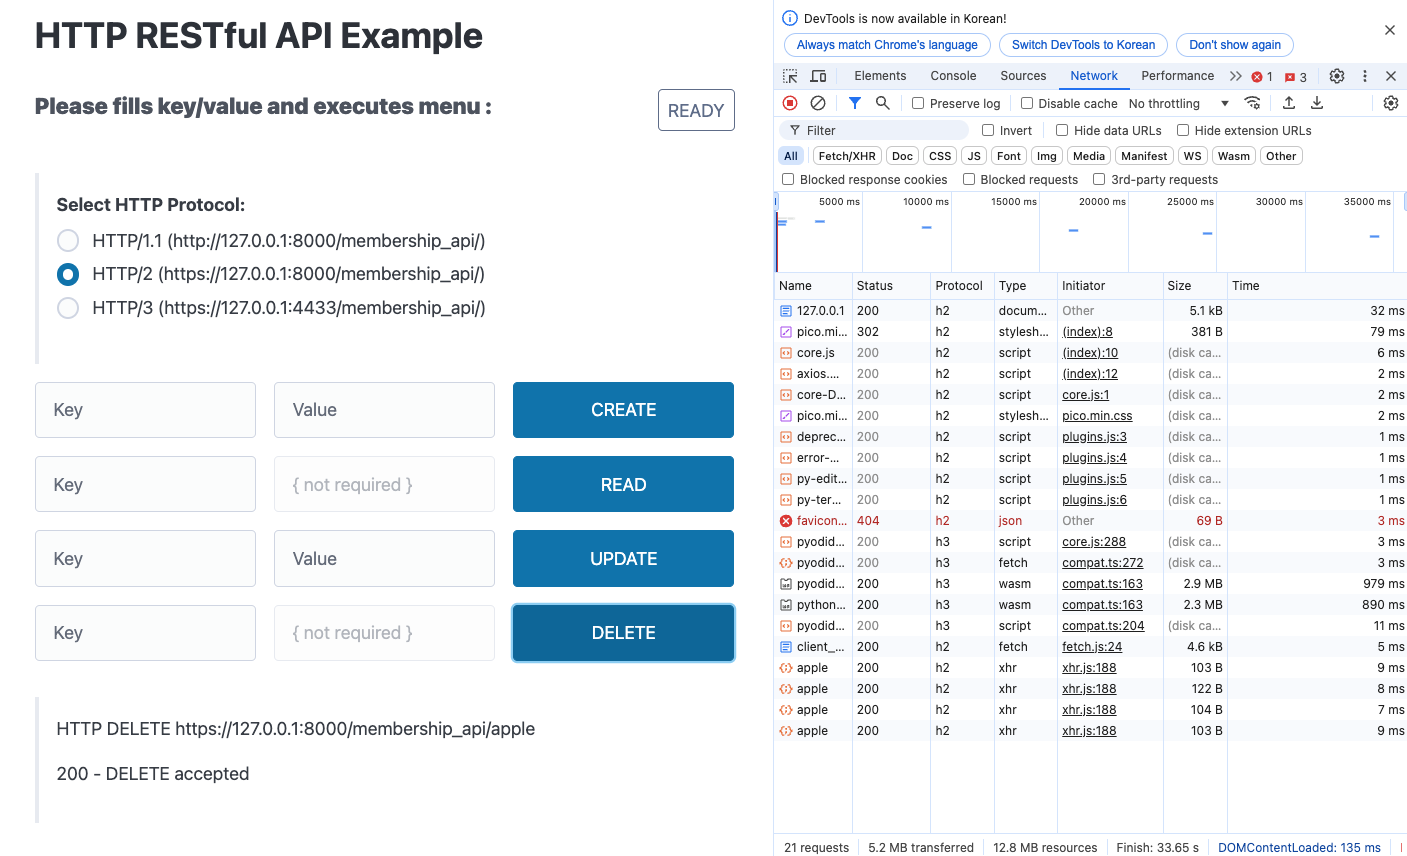 HTTP RESTful API Example
Please fills key/value and executes menu :
READY
Select HTTP Protocol:
HTTP/1.1 (http://127.0.0.1:8000/membership_api/)
HTTP/2 (https://127.0.0.1:8000/membership_api/)
HTTP/3 (https://127.0.0.1:4433/membership_api/)
Key Value CREATE
Key { not required } READ
Key Value UPDATE
Key { not required } DELETE
HTTP DELETE https://127.0.0.1:8000/membership_api/apple
200 - DELETE accepted
DevTools is now available in Korean!
Always match Chrome's language Switch DevTools to Korean Don't show again
Elements Console Sources Network Performance 1 3
Preserve log Disable cache No throttling
Filter Invert Hide data URLs Hide extension URLs
All Fetch/XHR Doc CSS JS Font Img Media Manifest WS Wasm Other
Blocked response cookies Blocked requests 3rd-party requests
5000 ms 10000 ms 15000 ms 20000 ms 25000 ms 30000 ms 35000 ms
Name Status Protocol Type Initiator Size Time
127.0.0.1 200 h2 docum... Other 5.1 kB 32 ms
pico.mi... 302 h2 stylesh... (index):8 381 B 79 ms
core.js 200 h2 script (index):10 (disk ca... 6 ms
axios.... 200 h2 script (index):12 (disk ca... 2 ms
core-D... 200 h2 script core.js:1 (disk ca... 2 ms
pico.mi... 200 h2 stylesh... pico.min.css (disk ca... 2 ms
deprec... 200 h2 script plugins.js:3 (disk ca... 1 ms
error-... 200 h2 script plugins.js:4 (disk ca... 1 ms
py-edit... 200 h2 script plugins.js:5 (disk ca... 1 ms
py-ter... 200 h2 script plugins.js:6 (disk ca... 1 ms
favicon... 404 h2 json Other 69 B 3 ms
pyodid... 200 h3 script core.js:288 (disk ca... 3 ms
pyodid... 200 h3 fetch compat.ts:272 (disk ca... 3 ms
pyodid... 200 h3 wasm compat.ts:163 2.9 MB 979 ms
python... 200 h3 wasm compat.ts:163 2.3 MB 890 ms
pyodid... 200 h3 script compat.ts:204 (disk ca... 11 ms
client_... 200 h2 fetch fetch.js:24 4.6 kB 5 ms
apple 200 h2 xhr xhr.js:188 103 B 9 ms
apple 200 h2 xhr xhr.js:188 122 B 8 ms
apple 200 h2 xhr xhr.js:188 104 B 7 ms
apple 200 h2 xhr xhr.js:188 103 B 9 ms
21 requests 5.2 MB transferred 12.8 MB resources Finish: 33.65 s DOMContentLoaded: 135 ms